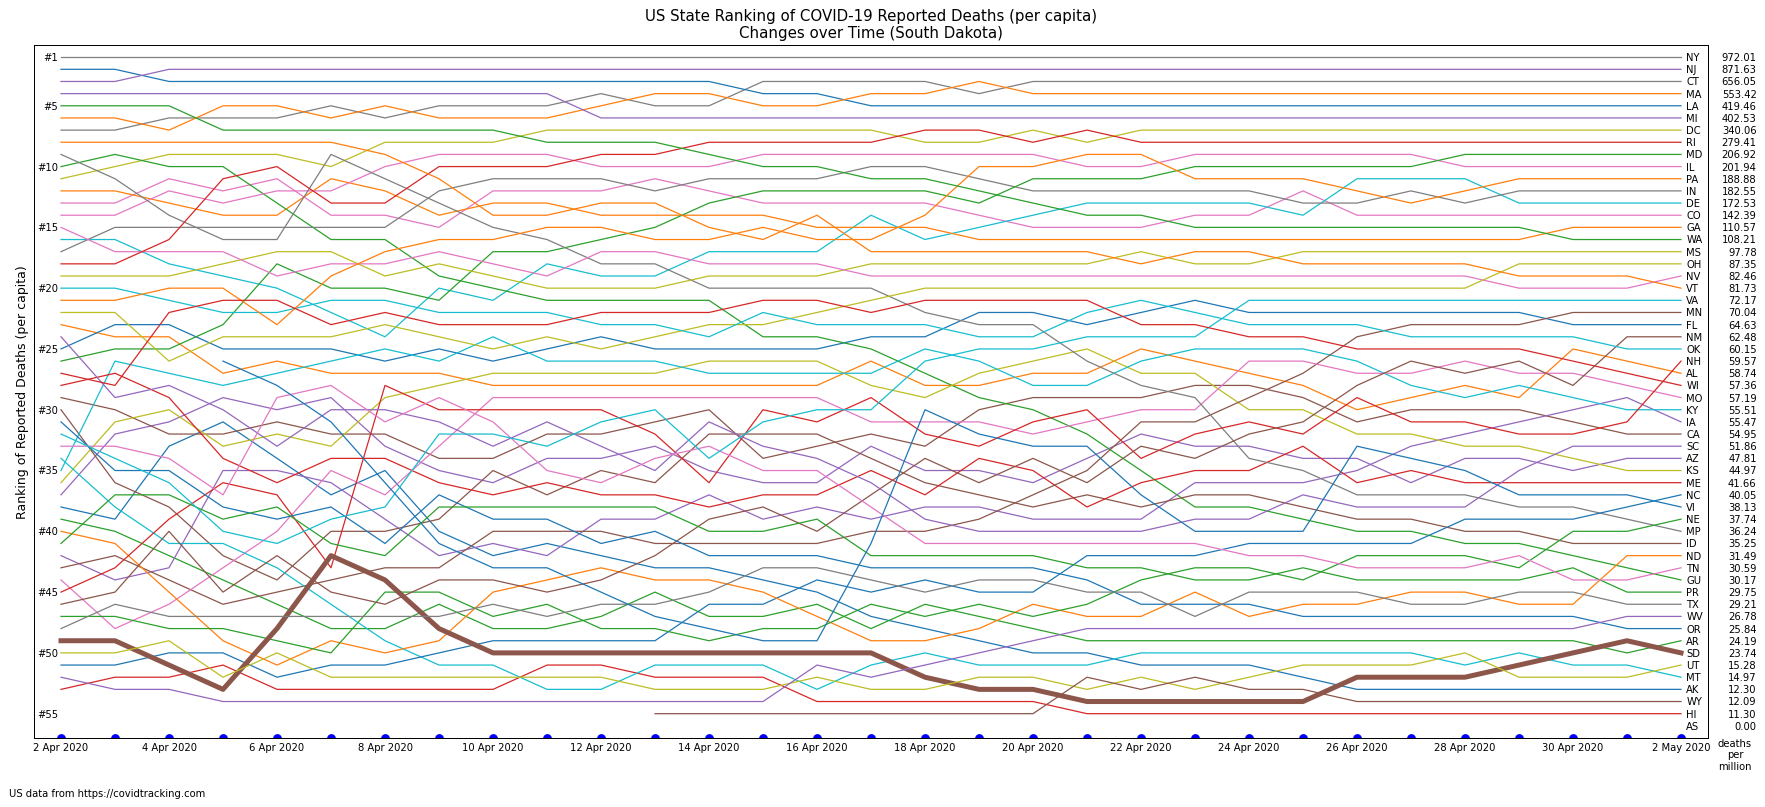 US State Ranking of COVID-19 Reported Deaths (per capita)
Changes over Time (South Dakota)
Ranking of Reported Deaths (per capita)
#1
#5
#10
#15
#20
#25
#30
#35
#40
#45
#50
#55
NY 972.01
NJ 871.63
CT 656.05
MA 553.42
LA 419.46
MI 402.53
DC 340.06
RI 279.41
MD 206.92
IL 201.94
PA 188.88
IN 182.55
DE 172.53
CO 142.39
GA 110.57
WA 108.21
MS 97.78
OH 87.35
NV 82.46
VT 81.73
VA 72.17
MN 70.04
FL 64.63
NM 62.48
OK 60.15
NH 59.57
AL 58.74
WI 57.36
MO 57.19
KY 55.51
IA 55.47
CA 54.95
SC 51.86
AZ 47.81
KS 44.97
ME 41.66
NC 40.05
VI 38.13
NE 37.74
MP 36.24
ID 35.25
ND 31.49
TN 30.59
GU 30.17
PR 29.75
TX 29.21
WV 26.78
OR 25.84
AR 24.19
SD 23.74
UT 15.28
MT 14.97
AK 12.30
WY 12.09
HI 11.30
AS 0.00
2 Apr 2020 4 Apr 2020 6 Apr 2020 8 Apr 2020 10 Apr 2020 12 Apr 2020 14 Apr 2020 16 Apr 2020 18 Apr 2020 20 Apr 2020 22 Apr 2020 24 Apr 2020 26 Apr 2020 28 Apr 2020 30 Apr 2020 2 May 2020
deaths
per
million
US data from https://covidtracking.com